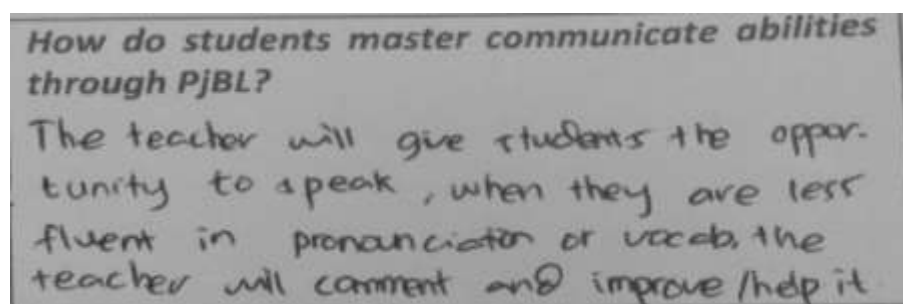 How do students master communicate abilities
through PjBL?
The teacher will give students the oppor-
tunity to speak, when they are less
fluent in pronounciation or vocab. the
teacher will comment and improve/help it